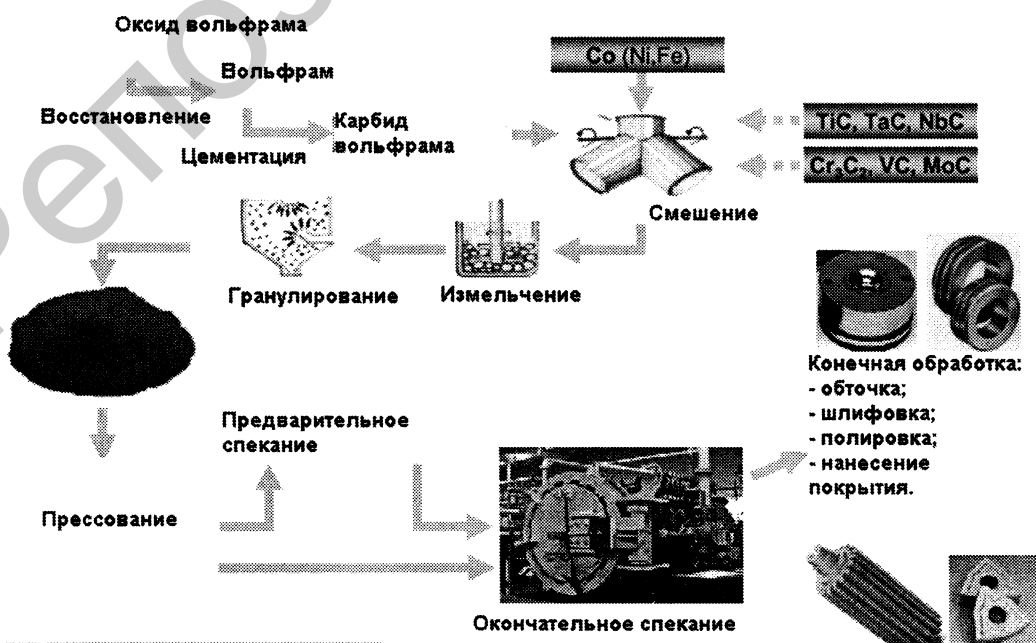 Оксид вольфрама
Вольфрам
Восстановление
Цементация
Карбид
вольфрама
Co (Ni,Fe)
TiC, TaC, NbC
Cr₃C₂, VC, MoC
Смешение
Измельчение
Гранулирование
Прессование
Предварительное
спекание
Окончательное спекание
Конечная обработка:
- обточка;
- шлифовка;
- полировка;
- нанесение
покрытия.